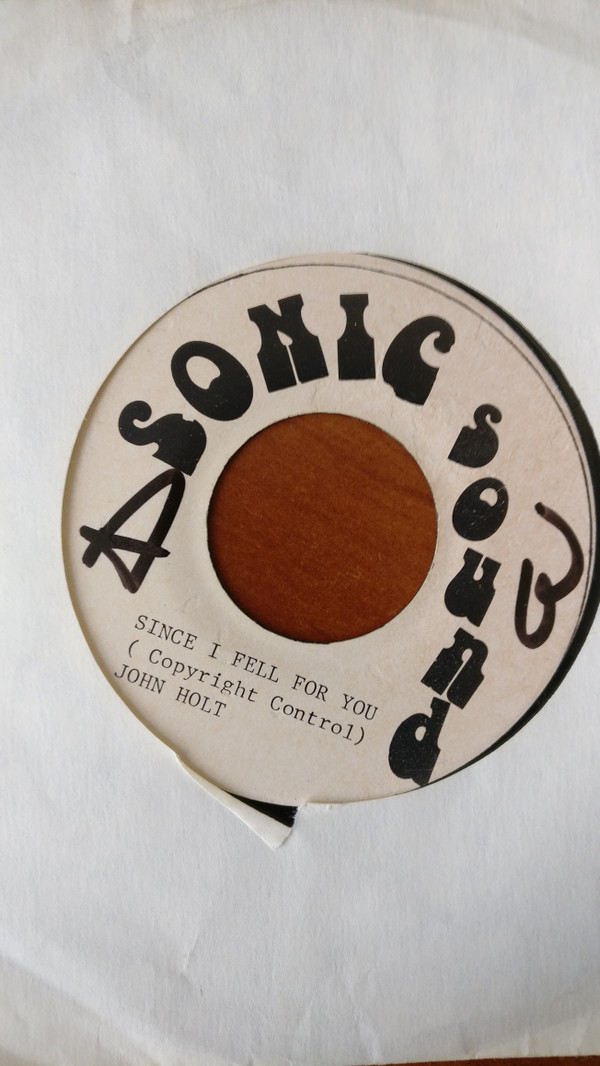 SONIC SOUNd
A
SINCE I FELL FOR YOU
( Copyright Control)
JOHN HOLT